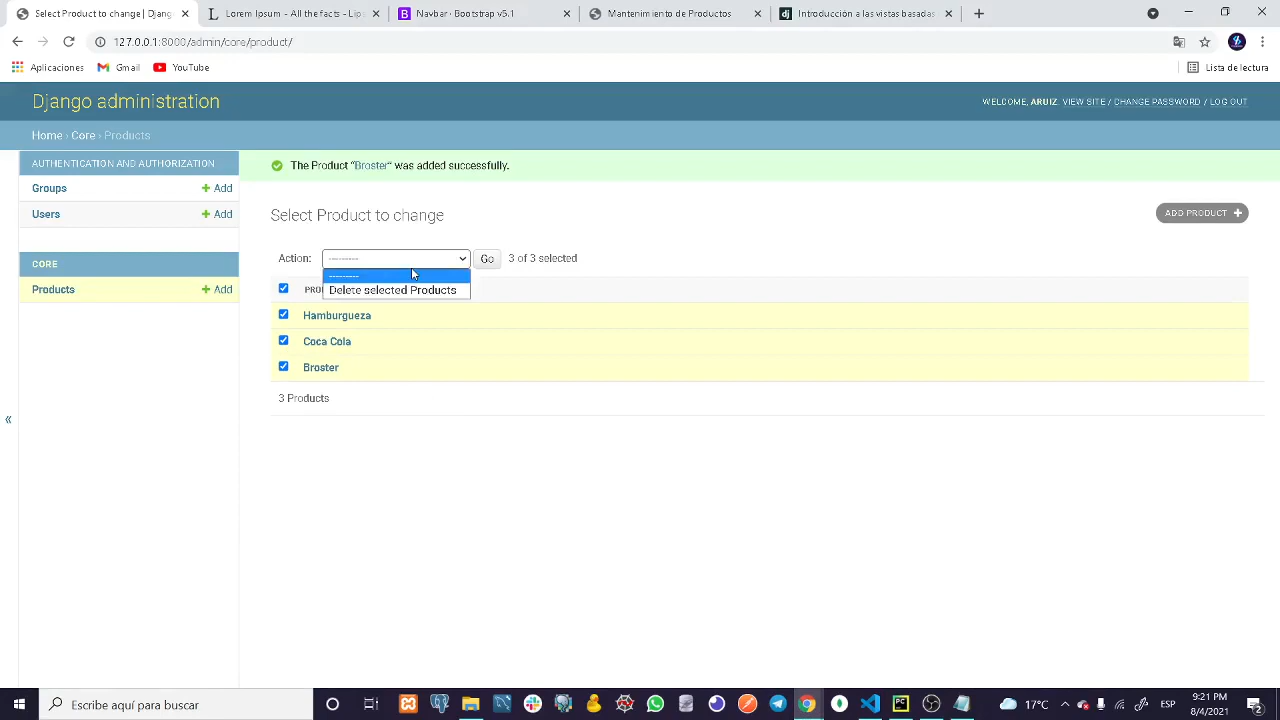 Select Product to change | Djang
Lorem Ipsum - All the facts - Lip
Navbar · Bootstrap v5.1
Mantenimiento de Productos
Introducción a las vistas basadas
127.0.0.1:8000/admin/core/product/
Aplicaciones
Gmail
YouTube
Lista de lectura
Django administration
WELCOME, ARUIZ. VIEW SITE / CHANGE PASSWORD / LOG OUT
Home › Core › Products
AUTHENTICATION AND AUTHORIZATION
Groups
+ Add
Users
+ Add
CORE
Products
+ Add
«
The Product “Broster” was added successfully.
Select Product to change
ADD PRODUCT +
Action:
---------
Go
3 of 3 selected
---------
Delete selected Products
Hamburgueza
Coca Cola
Broster
3 Products
Escribe aquí para buscar
17°C
ESP
9:21 PM
8/4/2021